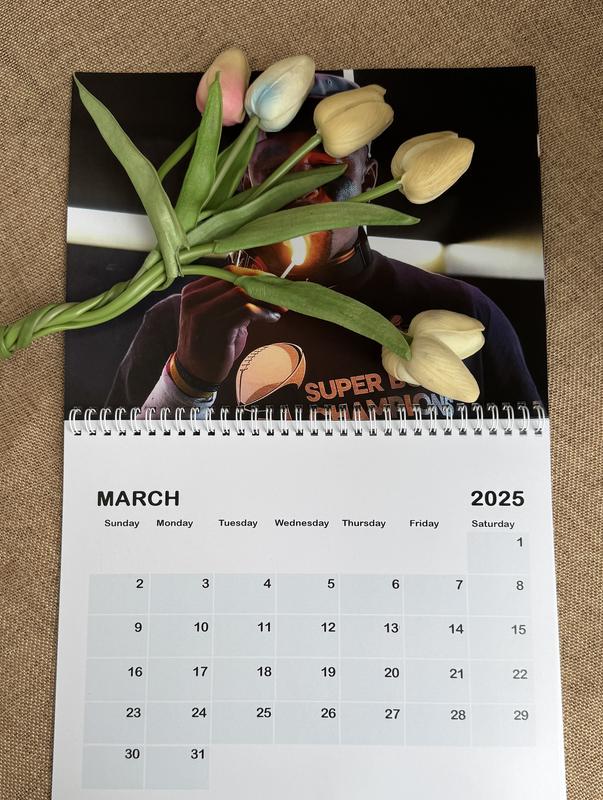 SUPER
CHAMPIONS
MARCH 2025
Sunday Monday Tuesday Wednesday Thursday Friday Saturday
1
2 3 4 5 6 7 8
9 10 11 12 13 14 15
16 17 18 19 20 21 22
23 24 25 26 27 28 29
30 31